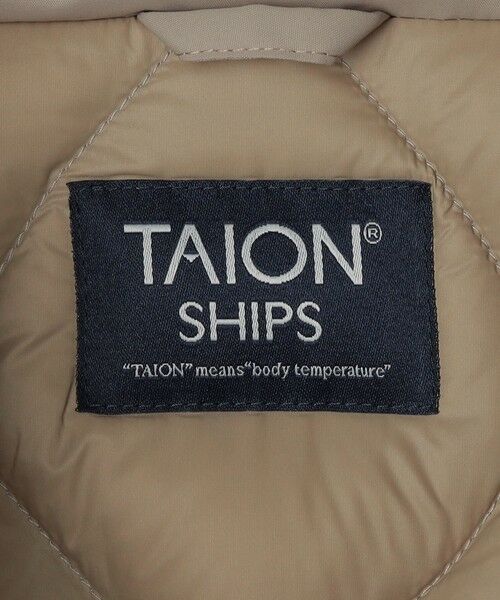 TAION®
SHIPS
“TAION” means “body temperature”